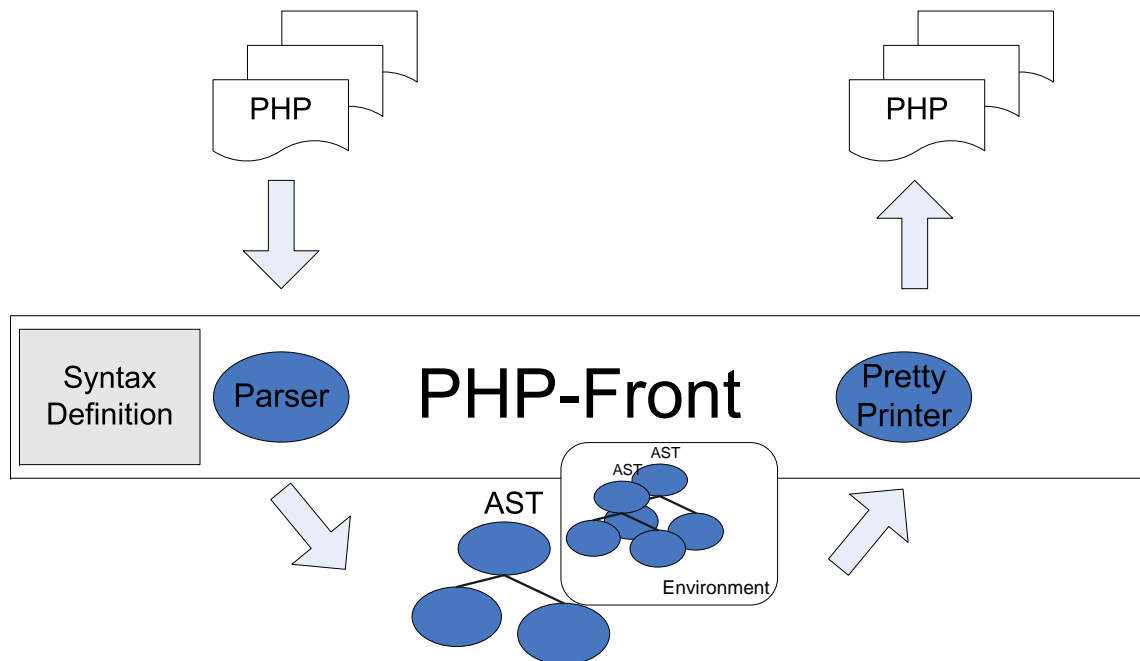 PHP
PHP
Syntax
Definition
Parser
PHP-Front
Pretty
Printer
AST
AST
AST
Environment